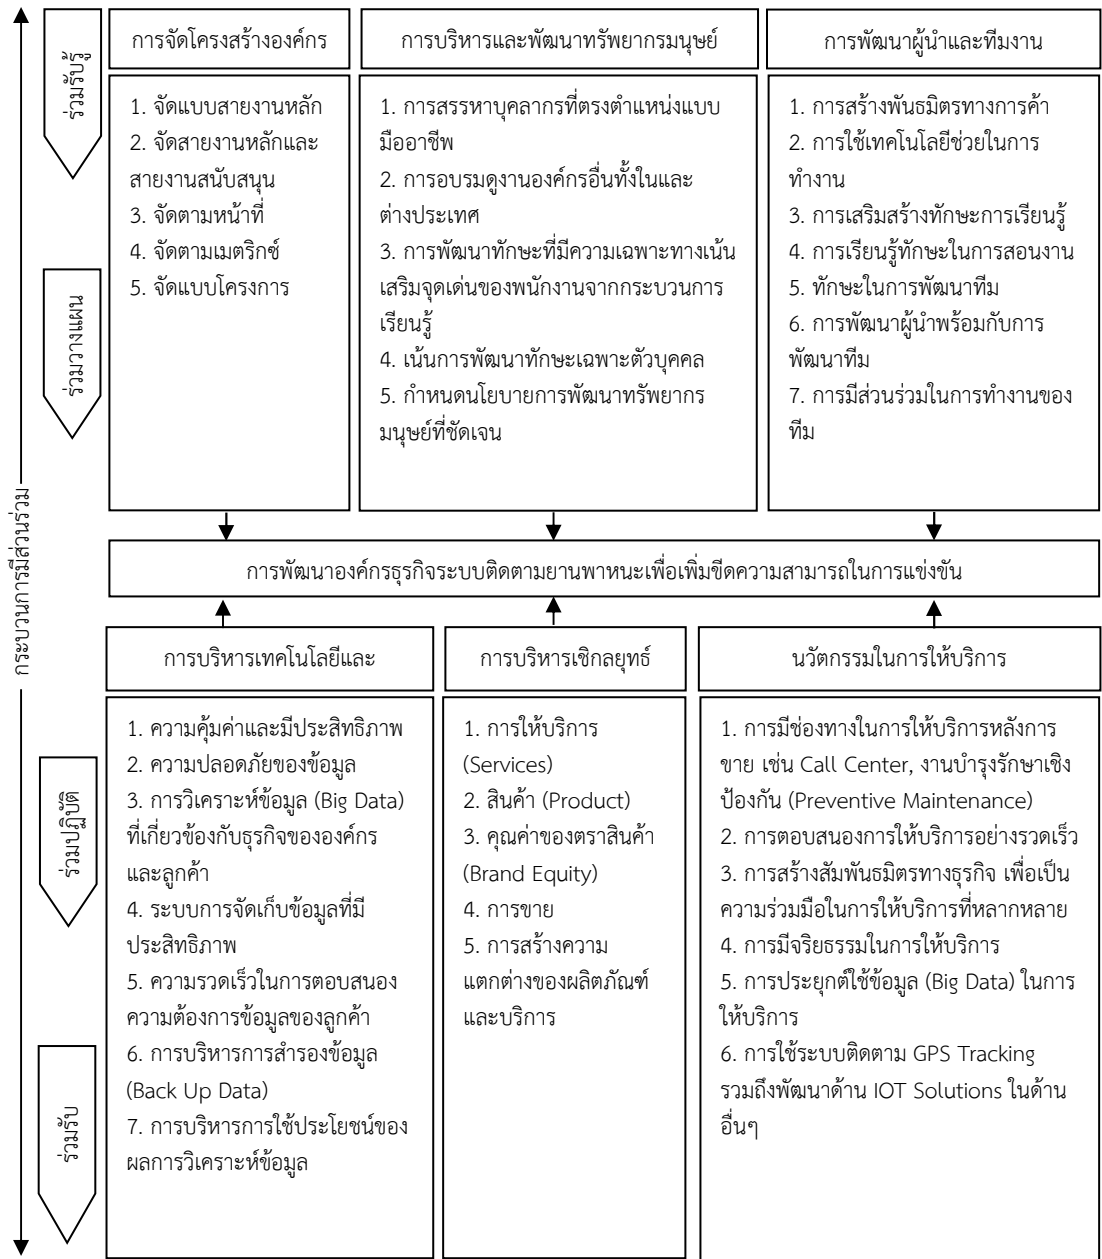 กระบวนการมีส่วนร่วม
ร่วมรับรู้
ร่วมวางแผน
การจัดโครงสร้างองค์กร
1. จัดแบบสายงานหลัก
2. จัดสายงานหลักและ
สายงานสนับสนุน
3. จัดตามหน้าที่
4. จัดตามเมตริกซ์
5. จัดแบบโครงการ
การบริหารและพัฒนาทรัพยากรมนุษย์
1. การสรรหาบุคลากรที่ตรงตำแหน่งแบบ
มืออาชีพ
2. การอบรมดูงานองค์กรอื่นทั้งในและ
ต่างประเทศ
3. การพัฒนาทักษะที่มีความเฉพาะทางเน้น
เสริมจุดเด่นของพนักงานจากกระบวนการ
เรียนรู้
4. เน้นการพัฒนาทักษะเฉพาะตัวบุคคล
5. กำหนดนโยบายการพัฒนาทรัพยากร
มนุษย์ที่ชัดเจน
การพัฒนาผู้นำและทีมงาน
1. การสร้างพันธมิตรทางการค้า
2. การใช้เทคโนโลยีช่วยในการ
ทำงาน
3. การเสริมสร้างทักษะการเรียนรู้
4. การเรียนรู้ทักษะในการสอนงาน
5. ทักษะในการพัฒนาทีม
6. การพัฒนาผู้นำพร้อมกับการ
พัฒนาทีม
7. การมีส่วนร่วมในการทำงานของ
ทีม
การพัฒนาองค์กรธุรกิจระบบติดตามยานพาหนะเพื่อเพิ่มขีดความสามารถในการแข่งขัน
ร่วมปฏิบัติ
ร่วมรับ
การบริหารเทคโนโลยีและ
1. ความคุ้มค่าและมีประสิทธิภาพ
2. ความปลอดภัยของข้อมูล
3. การวิเคราะห์ข้อมูล (Big Data)
ที่เกี่ยวข้องกับธุรกิจขององค์กร
และลูกค้า
4. ระบบการจัดเก็บข้อมูลที่มี
ประสิทธิภาพ
5. ความรวดเร็วในการตอบสนอง
ความต้องการข้อมูลของลูกค้า
6. การบริหารการสำรองข้อมูล
(Back Up Data)
7. การบริหารการใช้ประโยชน์ของ
ผลการวิเคราะห์ข้อมูล
การบริหารเชิกลยุทธ์
1. การให้บริการ
(Services)
2. สินค้า (Product)
3. คุณค่าของตราสินค้า
(Brand Equity)
4. การขาย
5. การสร้างความ
แตกต่างของผลิตภัณฑ์
และบริการ
นวัตกรรมในการให้บริการ
1. การมีช่องทางในการให้บริการหลังการ
ขาย เช่น Call Center, งานบำรุงรักษาเชิง
ป้องกัน (Preventive Maintenance)
2. การตอบสนองการให้บริการอย่างรวดเร็ว
3. การสร้างสัมพันธมิตรทางธุรกิจ เพื่อเป็น
ความร่วมมือในการให้บริการที่หลากหลาย
4. การมีจริยธรรมในการให้บริการ
5. การประยุกต์ใช้ข้อมูล (Big Data) ในการ
ให้บริการ
6. การใช้ระบบติดตาม GPS Tracking
รวมถึงพัฒนาด้าน IOT Solutions ในด้าน
อื่นๆ